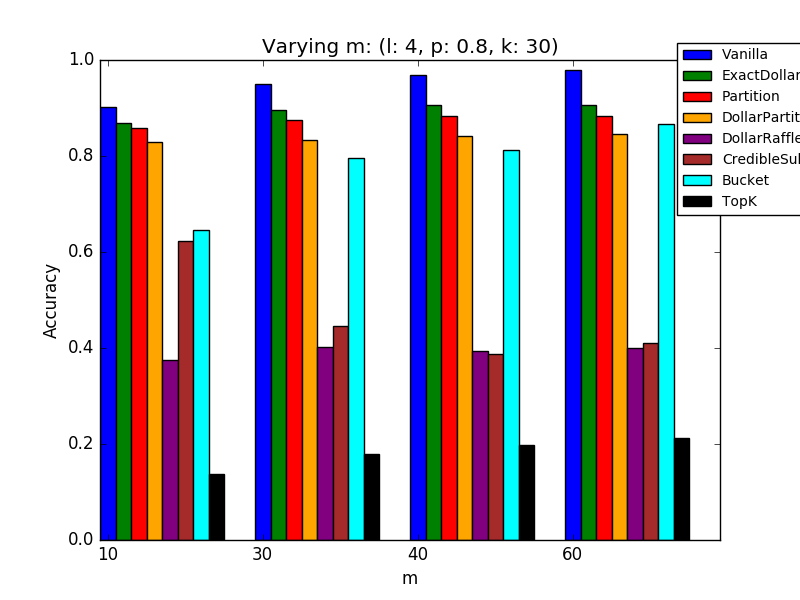 Varying m: (l: 4, p: 0.8, k: 30)
Vanilla
ExactDollar
Partition
DollarPartit
DollarRaffle
CredibleSul
Bucket
TopK
1.0
0.8
0.6
0.4
0.2
0.0
Accuracy
10 30 40 60
m